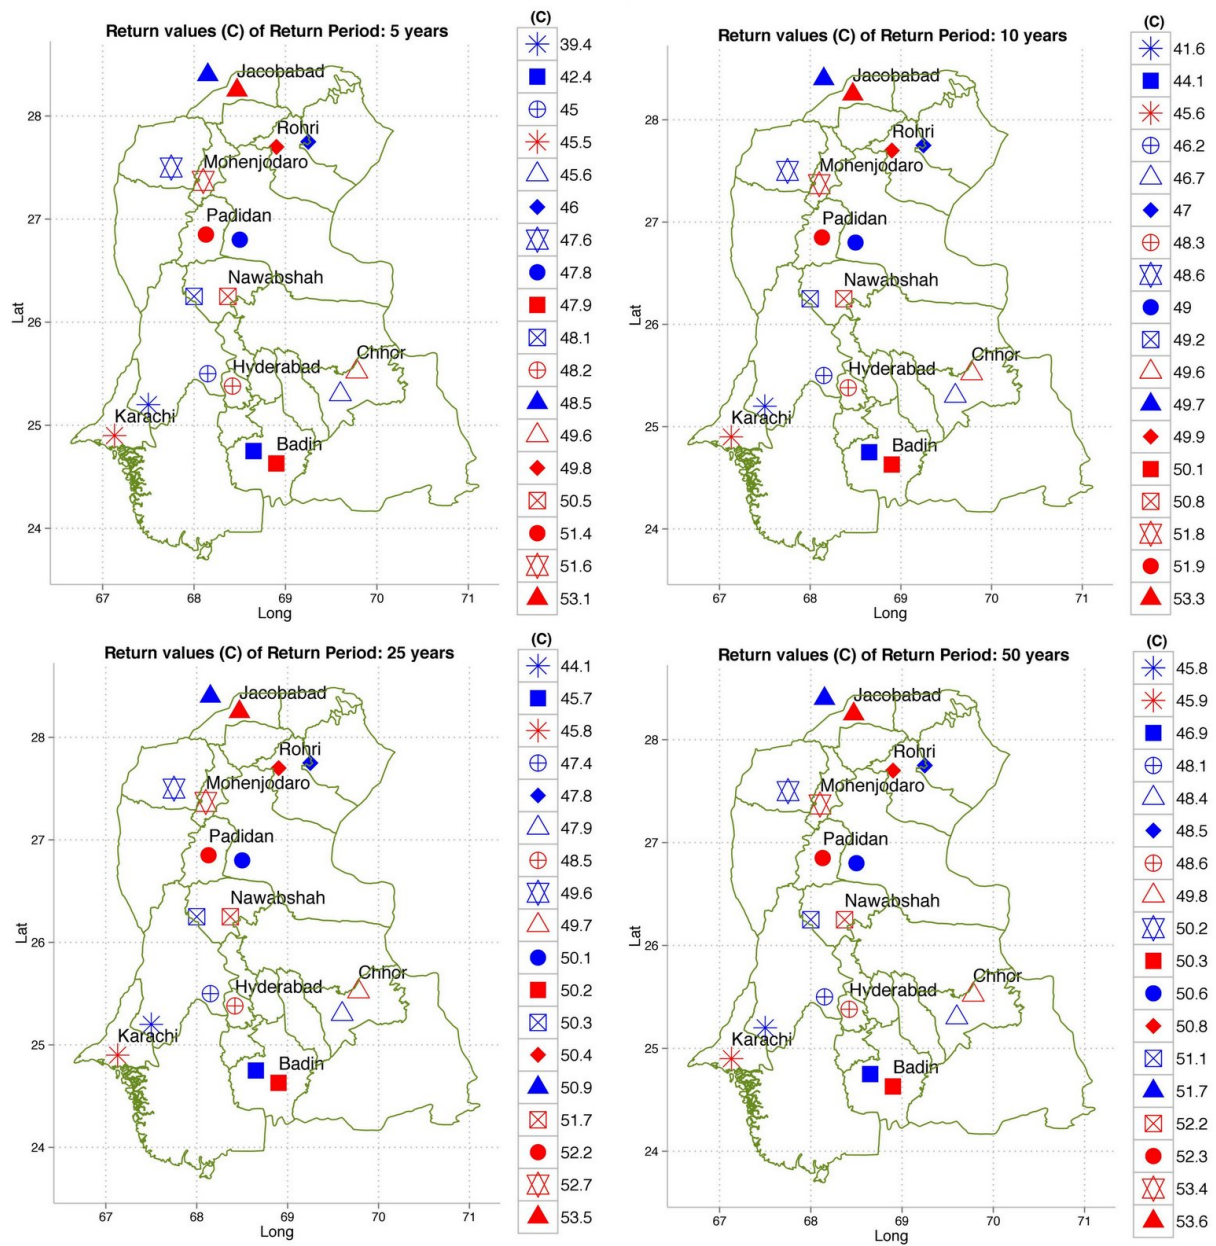 Return values (C) of Return Period: 5 years
(C)
39.4
42.4
45
45.5
45.6
46
47.6
47.8
47.9
48.1
48.2
48.5
49.6
49.8
50.5
51.4
51.6
53.1
Jacobabad
Rohri
Mohenjodaro
Padidan
Nawabshah
Hyderabad
Chhor
Karachi
Badin
28
27
26
25
24
Lat
67 68 69 70 71
Long
Return values (C) of Return Period: 10 years
(C)
41.6
44.1
45.6
46.2
46.7
47
48.3
48.6
49
49.2
49.6
49.7
49.9
50.1
50.8
51.8
51.9
53.3
Jacobabad
Rohri
Mohenjodaro
Padidan
Nawabshah
Chhor
Hyderabad
Karachi
Badin
28
27
26
25
24
Lat
67 68 69 70 71
Long
Return values (C) of Return Period: 25 years
(C)
44.1
45.7
45.8
47.4
47.8
47.9
48.5
49.6
49.7
50.1
50.2
50.3
50.4
50.9
51.7
52.2
52.7
53.5
Jacobabad
Rohri
Mohenjodaro
Padidan
Nawabshah
Chhor
Hyderabad
Karachi
Badin
28
27
26
25
24
Lat
67 68 69 70 71
Long
Return values (C) of Return Period: 50 years
(C)
45.8
45.9
46.9
48.1
48.4
48.5
48.6
49.8
50.2
50.3
50.6
50.8
51.1
51.7
52.2
52.3
53.4
53.6
Jacobabad
Rohri
Mohenjodaro
Padidan
Nawabshah
Chhor
Hyderabad
Karachi
Badin
28
27
26
25
24
Lat
67 68 69 70 71
Long